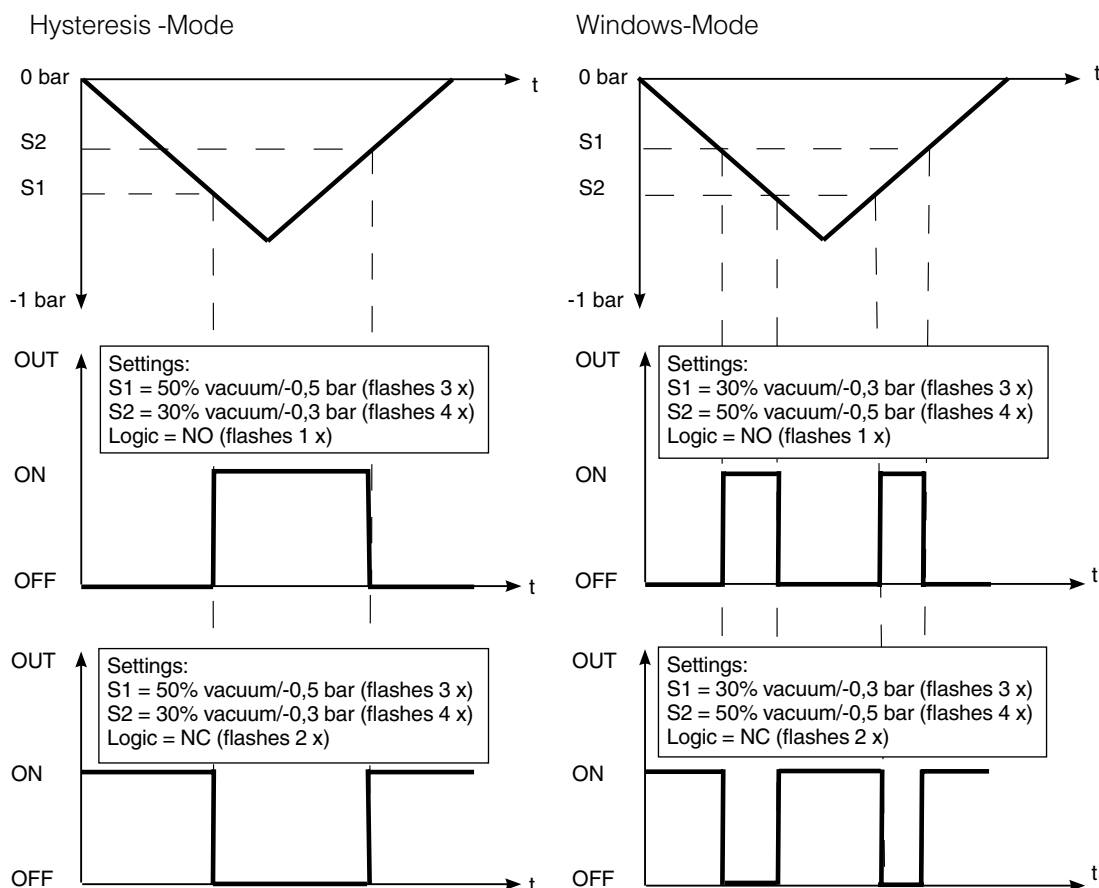 Hysteresis -Mode
0 bar
t
S2
S1
-1 bar
OUT
Settings:
S1 = 50% vacuum/-0,5 bar (flashes 3 x)
S2 = 30% vacuum/-0,3 bar (flashes 4 x)
Logic = NO (flashes 1 x)
ON
OFF
t
OUT
Settings:
S1 = 50% vacuum/-0,5 bar (flashes 3 x)
S2 = 30% vacuum/-0,3 bar (flashes 4 x)
Logic = NC (flashes 2 x)
ON
OFF
t
Windows-Mode
0 bar
t
S1
S2
-1 bar
OUT
Settings:
S1 = 30% vacuum/-0,3 bar (flashes 3 x)
S2 = 50% vacuum/-0,5 bar (flashes 4 x)
Logic = NO (flashes 1 x)
ON
OFF
t
OUT
Settings:
S1 = 30% vacuum/-0,3 bar (flashes 3 x)
S2 = 50% vacuum/-0,5 bar (flashes 4 x)
Logic = NC (flashes 2 x)
ON
OFF
t